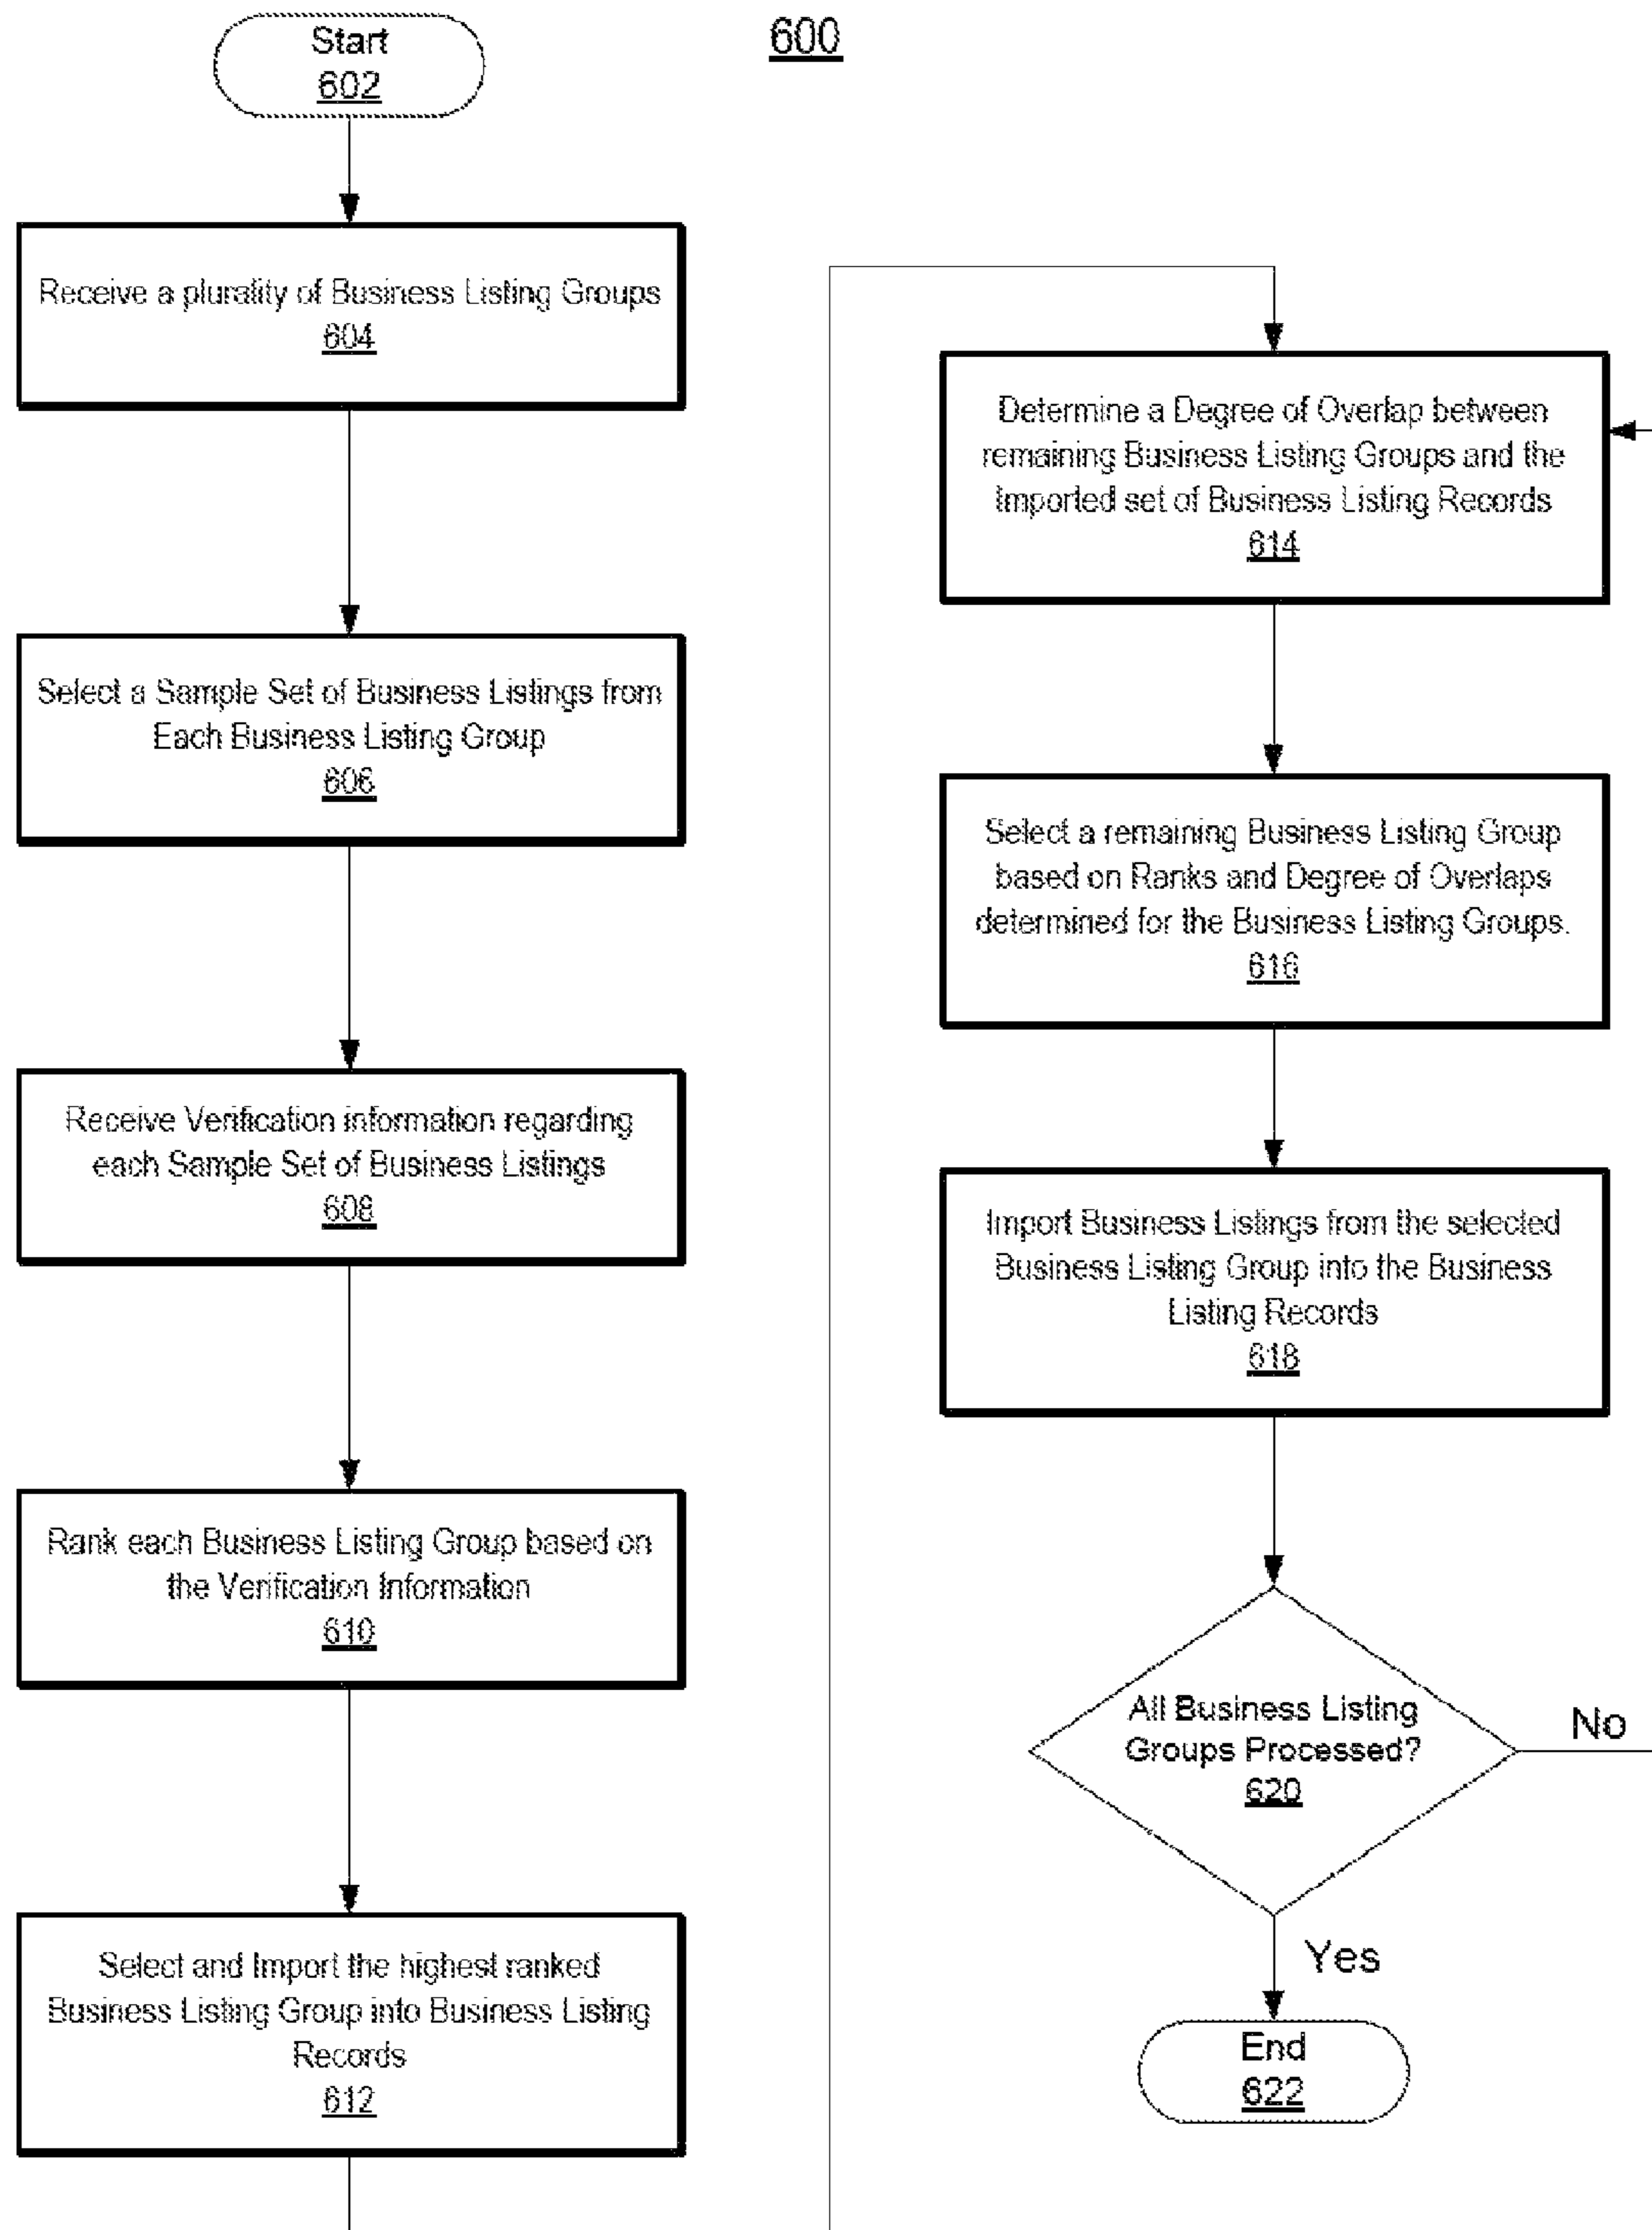 600
Start
602
Receive a plurality of Business Listing Groups
604
Select a Sample Set of Business Listings from
Each Business Listing Group
606
Receive Verification information regarding
each Sample Set of Business Listings
608
Rank each Business Listing Group based on
the Verification Information
610
Select and Import the highest ranked
Business Listing Group into Business Listing
Records
612
Determine a Degree of Overlap between
remaining Business Listing Groups and the
Imported set of Business Listing Records
614
Select a remaining Business Listing Group
based on Ranks and Degree of Overlaps
determined for the Business Listing Groups.
616
Import Business Listings from the selected
Business Listing Group into the Business
Listing Records
618
All Business Listing
Groups Processed?
620
No
Yes
End
622